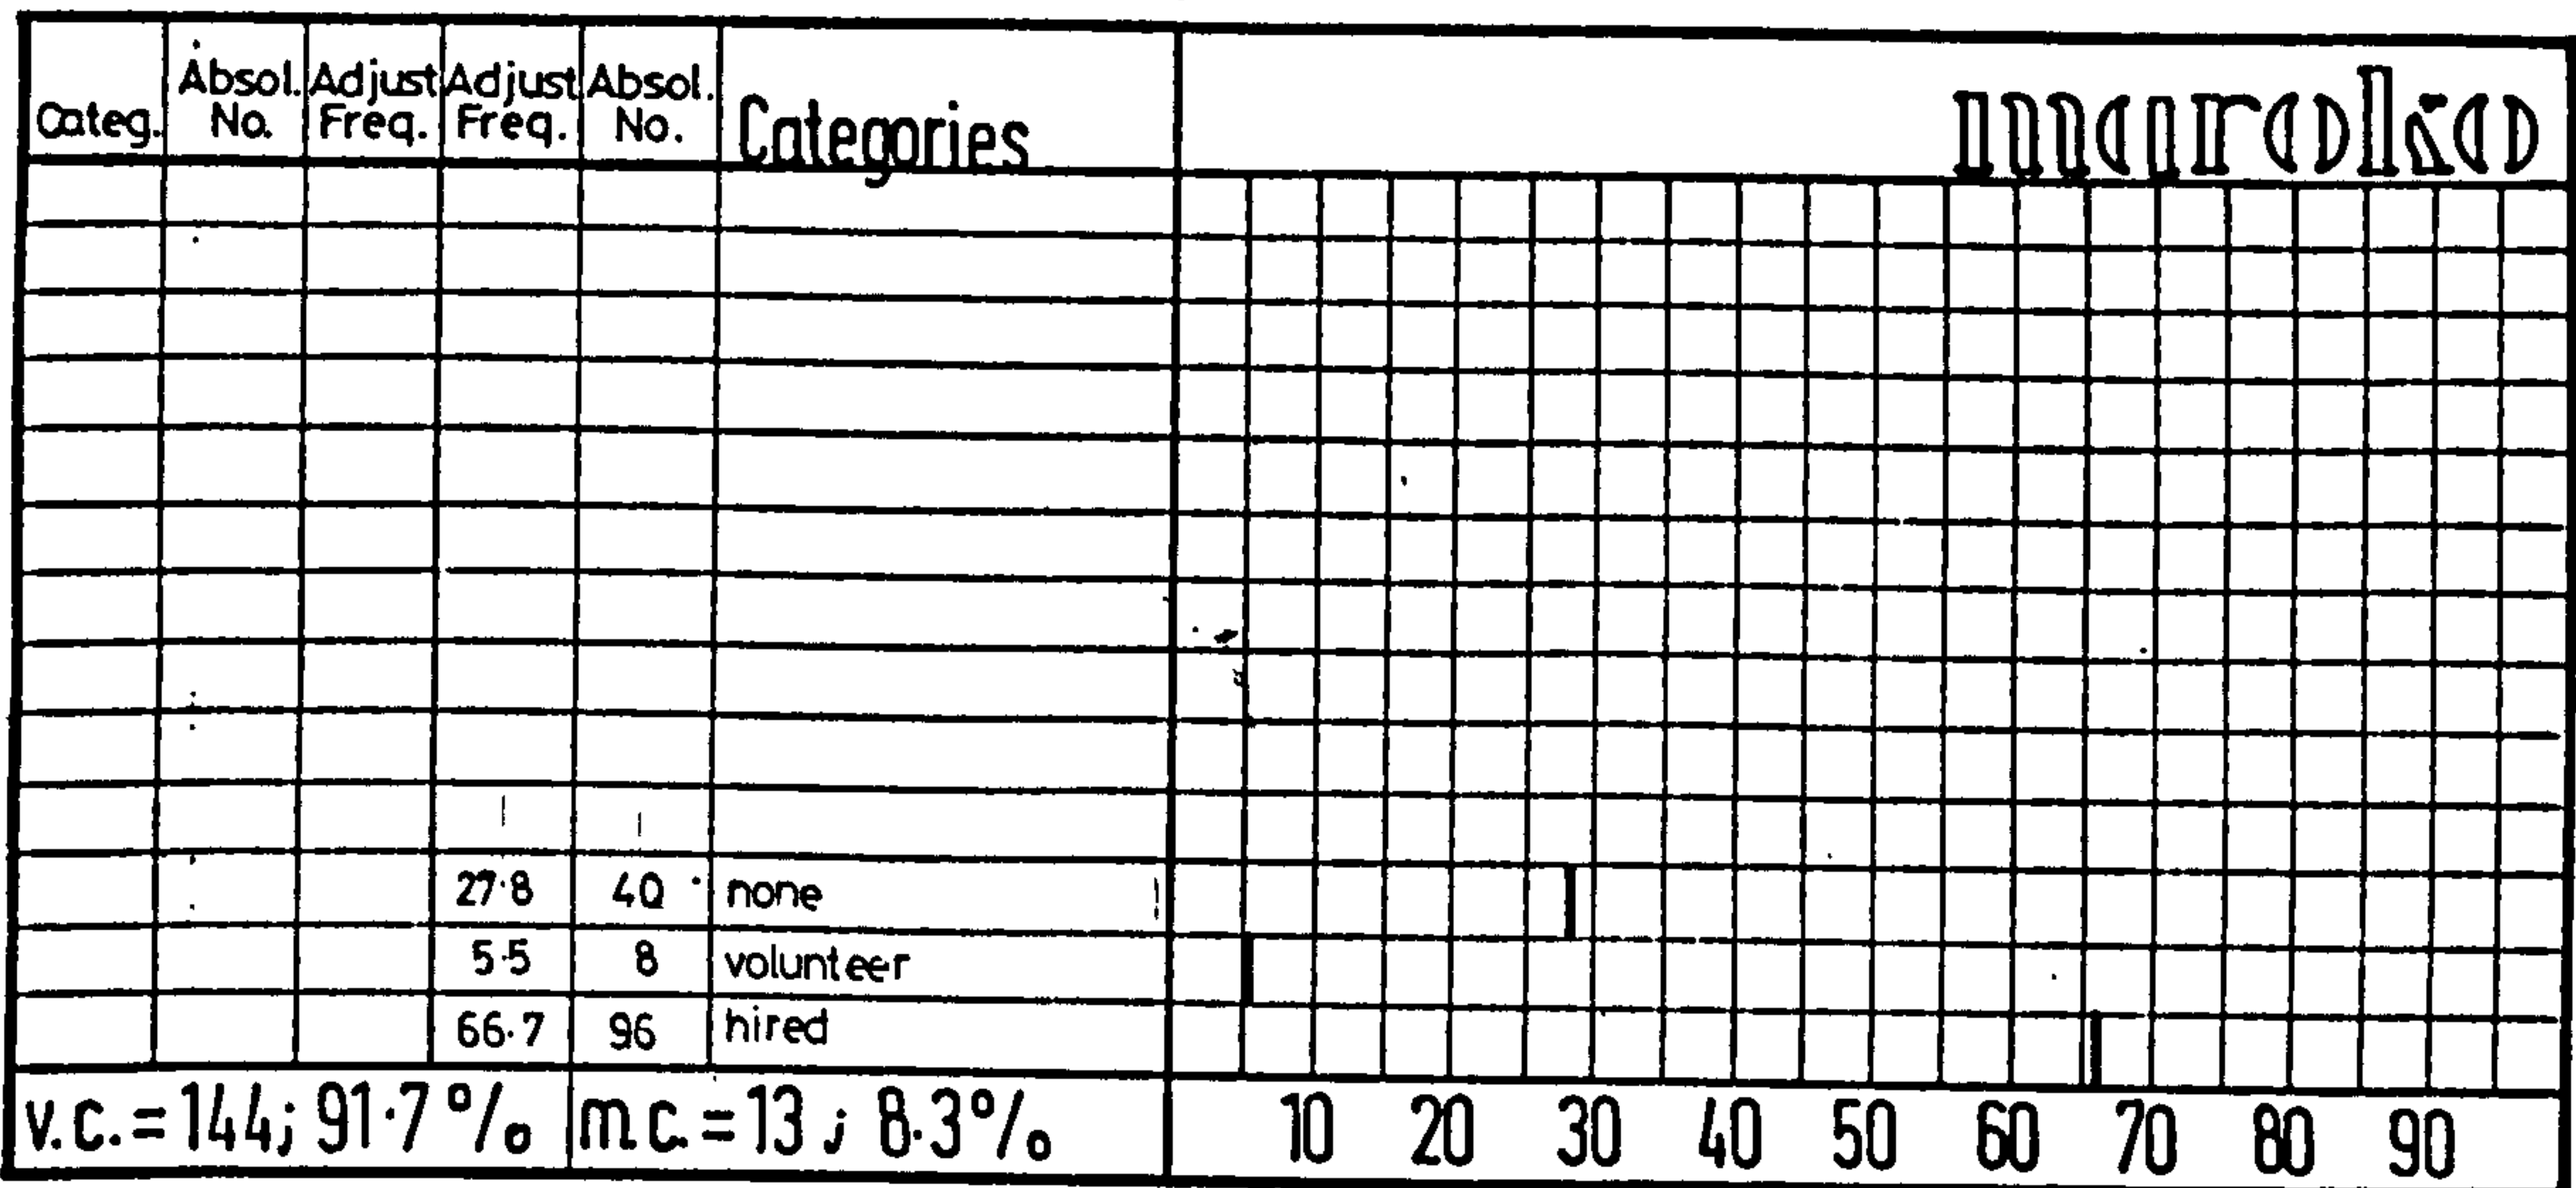 Categ. Absol. No. Adjust Freq. Adjust Freq. Absol. No. Categories
27·8 40 none
5·5 8 volunteer
66·7 96 hired
v.c.=144; 91·7% m.c.=13; 8·3% 10 20 30 40 50 60 70 80 90